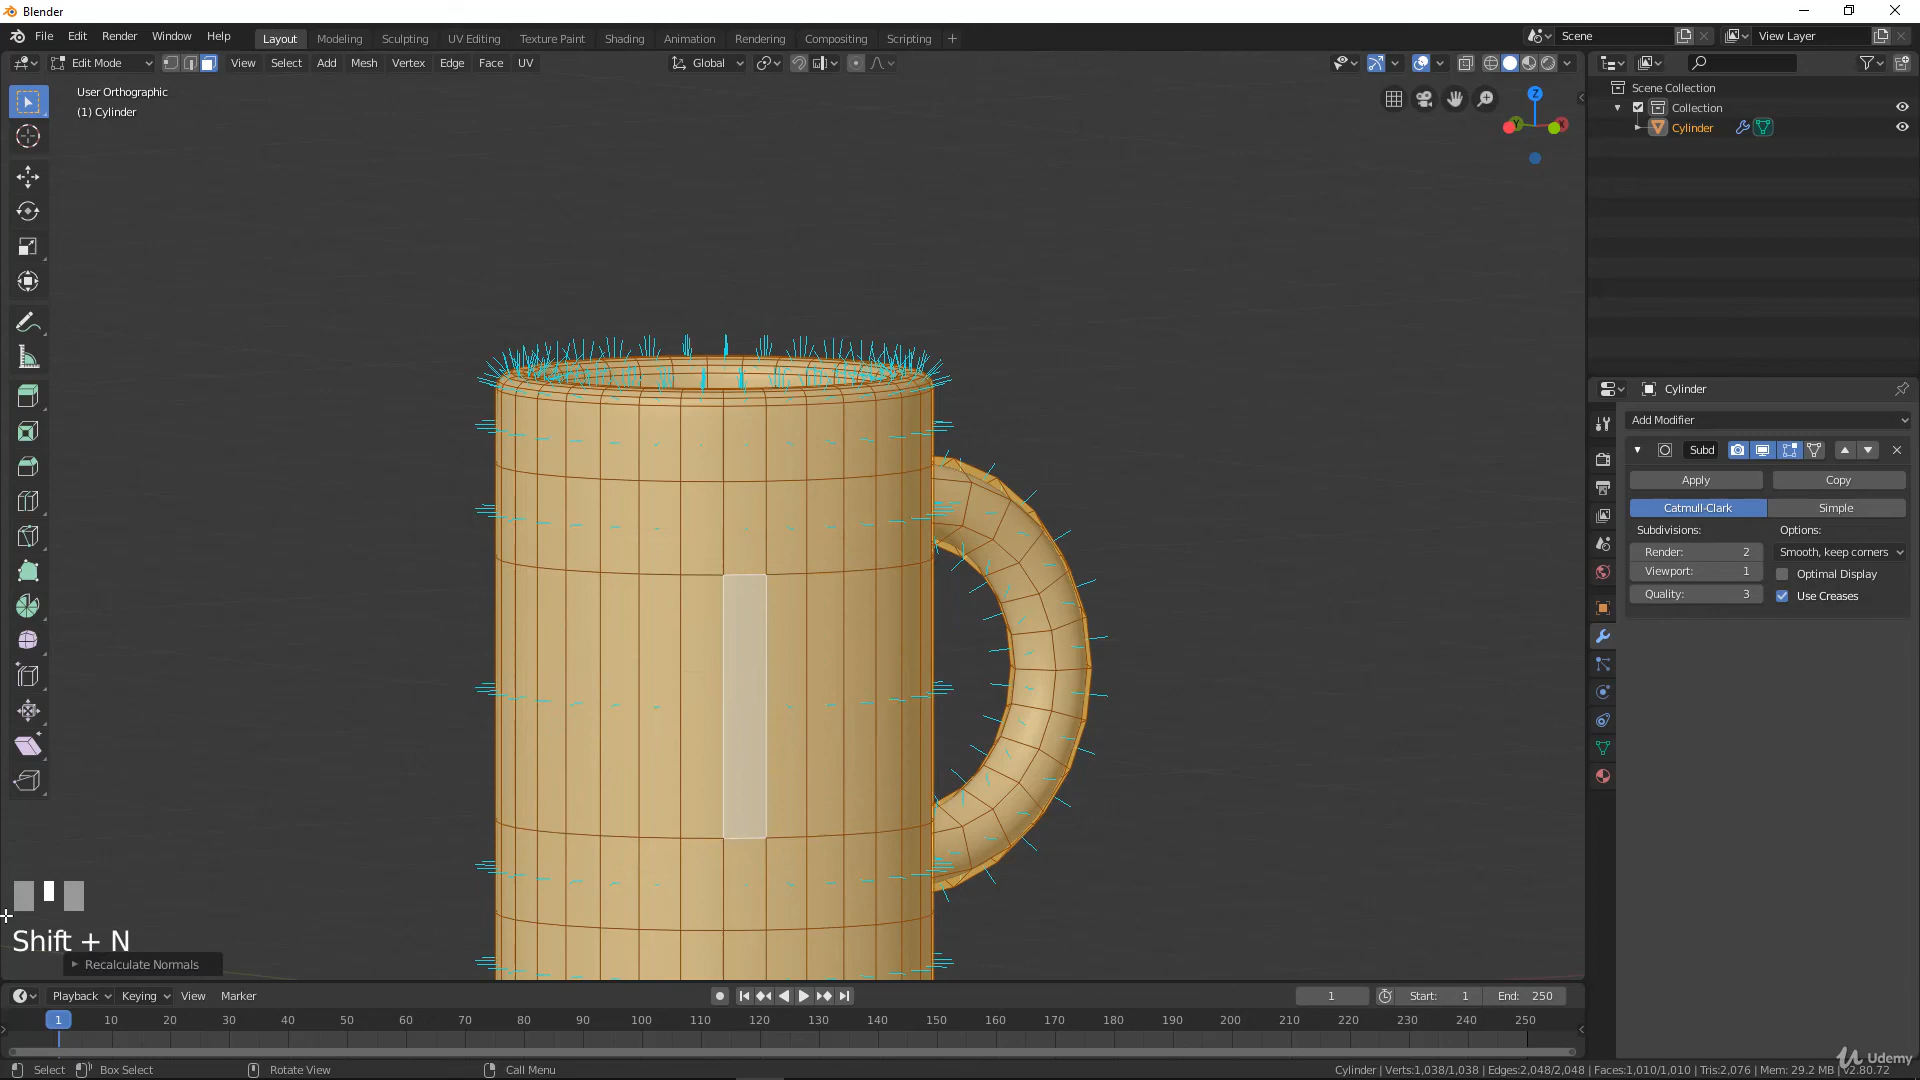 Blender
File Edit Render Window Help
Layout Modeling Sculpting UV Editing Texture Paint Shading Animation Rendering Compositing Scripting +
Scene View Layer
Edit Mode View Select Add Mesh Vertex Edge Face UV Global
User Orthographic
(1) Cylinder
Z
Y
X
Scene Collection
Collection
Cylinder
Cylinder
Add Modifier
Subd
Apply Copy
Catmull-Clark Simple
Subdivisions: Options:
Render: 2 Smooth, keep corners
Viewport: 1 Optimal Display
Quality: 3 Use Creases
Shift + N
Recalculate Normals
Playback Keying View Marker 1 Start: 1 End: 250
1 10 20 30 40 50 60 70 80 90 100 110 120 130 140 150 160 170 180 190 200 210 220 230 240 250
Select Box Select Rotate View Call Menu Cylinder | Verts:1,038/1,038 | Edges:2,048/2,048 | Faces:1,010/1,010 | Tris:2,076 | Mem: 29.2 MB | v2.80.72
Udemy